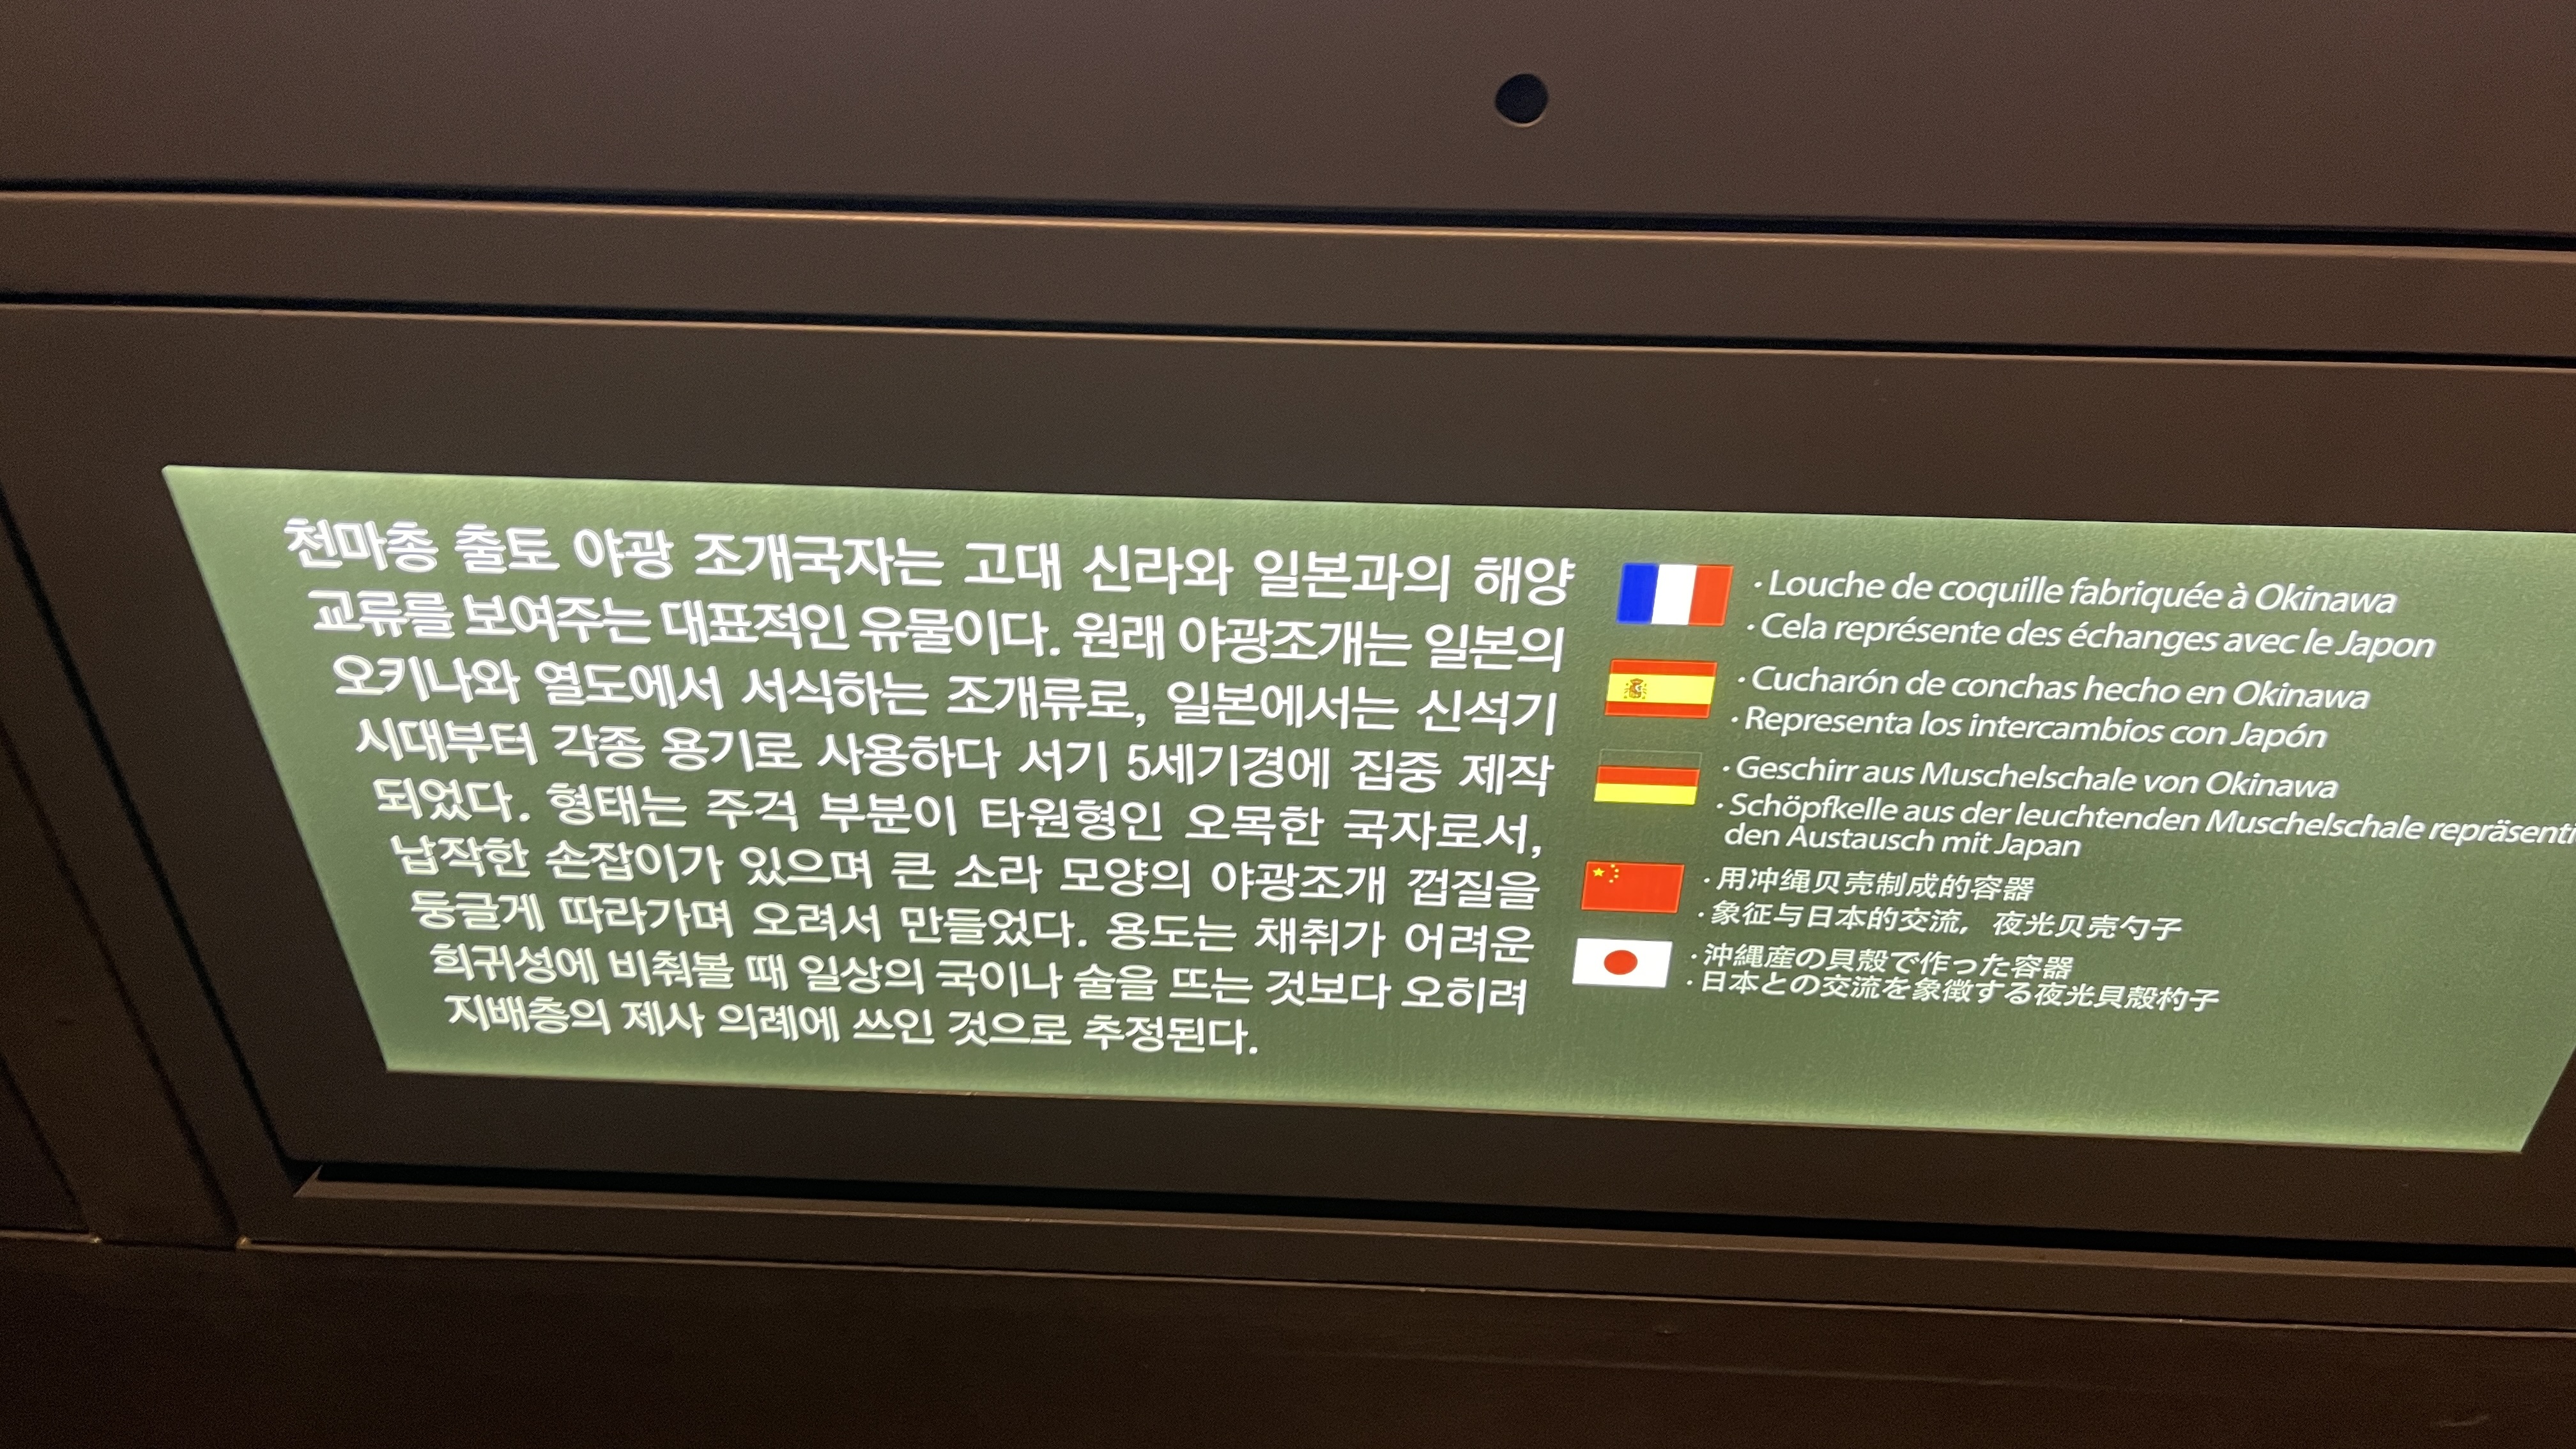 천마총 출토 야광 조개국자는 고대 신라와 일본과의 해양
교류를 보여주는 대표적인 유물이다. 원래 야광조개는 일본의
오키나와 열도에서 서식하는 조개류로, 일본에서는 신석기
시대부터 각종 용기로 사용하다 서기 5세기경에 집중 제작
되었다. 형태는 주걱 부분이 타원형인 오목한 국자로서,
납작한 손잡이가 있으며 큰 소라 모양의 야광조개 껍질을
둥글게 따라가며 오려서 만들었다. 용도는 채취가 어려운
희귀성에 비춰볼 때 일상의 국이나 술을 뜨는 것보다 오히려
지배층의 제사 의례에 쓰인 것으로 추정된다.
· Louche de coquille fabriquée à Okinawa
· Cela représente des échanges avec le Japon
· Cucharón de conchas hecho en Okinawa
· Representa los intercambios con Japón
· Geschirr aus Muschelschale von Okinawa
· Schöpfkelle aus der leuchtenden Muschelschale
den Austausch mit Japan
· 用冲绳贝壳制成的容器
· 象征与日本的交流, 夜光贝壳勺子
· 沖縄産の貝殻で作った容器
· 日本との交流を象徴する夜光貝殻杓子